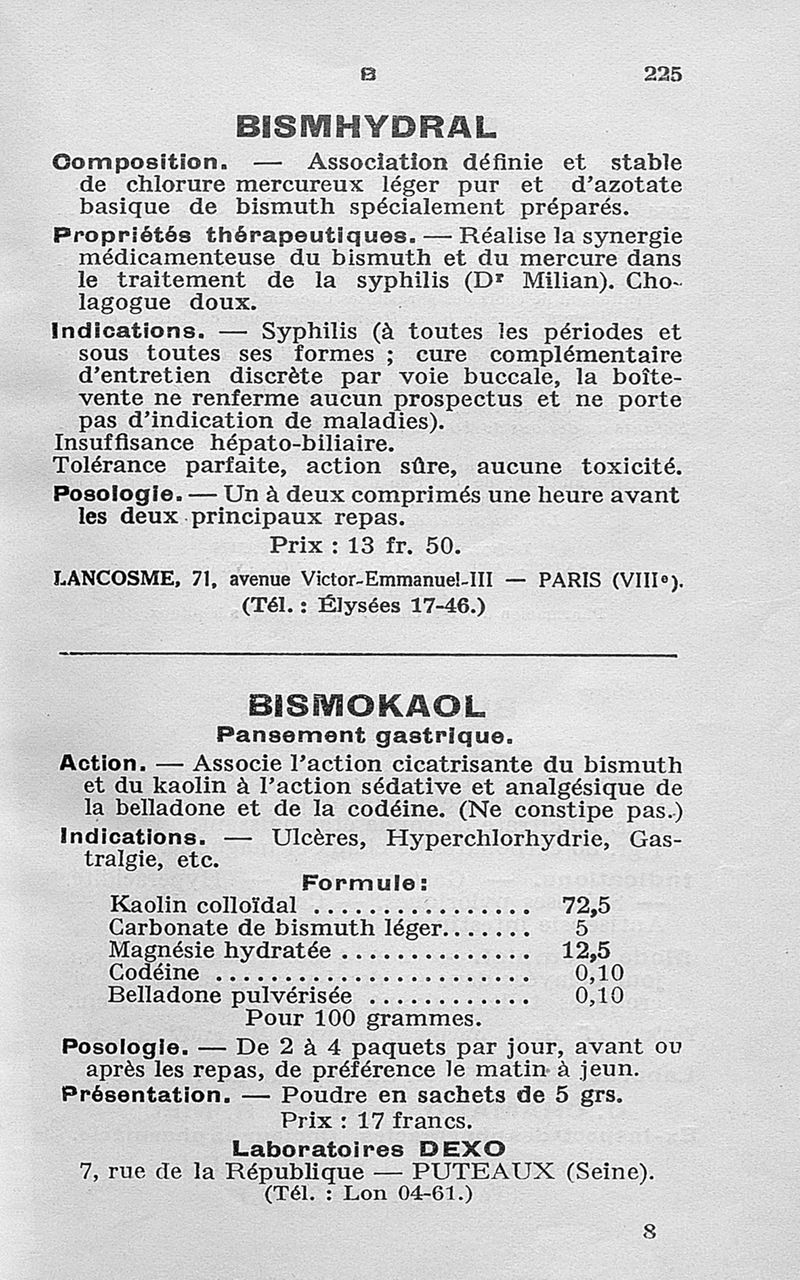 B 225
BISMHYDRAL
Composition. — Association définie et stable
de chlorure mercureux léger pur et d'azotate
basique de bismuth spécialement préparés.
Propriétés thérapeutiques. — Réalise la synergie
médicamenteuse du bismuth et du mercure dans
le traitement de la syphilis (Dr Milian). Cho-
lagogue doux.
Indications. — Syphilis (à toutes les périodes et
sous toutes ses formes ; cure complémentaire
d'entretien discrète par voie buccale, la boîte-
vente ne renferme aucun prospectus et ne porte
pas d'indication de maladies).
Insuffisance hépato-biliaire.
Tolérance parfaite, action sûre, aucune toxicité.
Posologie. — Un à deux comprimés une heure avant
les deux principaux repas.
Prix : 13 fr. 50.
LANCOSME, 71, avenue Victor-Emmanuel-III — PARIS (VIIIe).
(Tél. : Élysées 17-46.)
BISMOKAOL
Pansement gastrique.
Action. — Associe l'action cicatrisante du bismuth
et du kaolin à l'action sédative et analgésique de
la belladone et de la codéine. (Ne constipe pas.)
Indications. — Ulcères, Hyperchlorhydrie, Gas-
tralgie, etc.
Formule :
Kaolin colloïdal ................ 72,5
Carbonate de bismuth léger....... 5
Magnésie hydratée .............. 12,5
Codéine ....................... 0,10
Belladone pulvérisée ............ 0,10
Pour 100 grammes.
Posologie. — De 2 à 4 paquets par jour, avant ou
après les repas, de préférence le matin à jeun.
Présentation. — Poudre en sachets de 5 grs.
Prix : 17 francs.
Laboratoires DEXO
7, rue de la République — PUTEAUX (Seine).
(Tél. : Lon 04-61.)
8